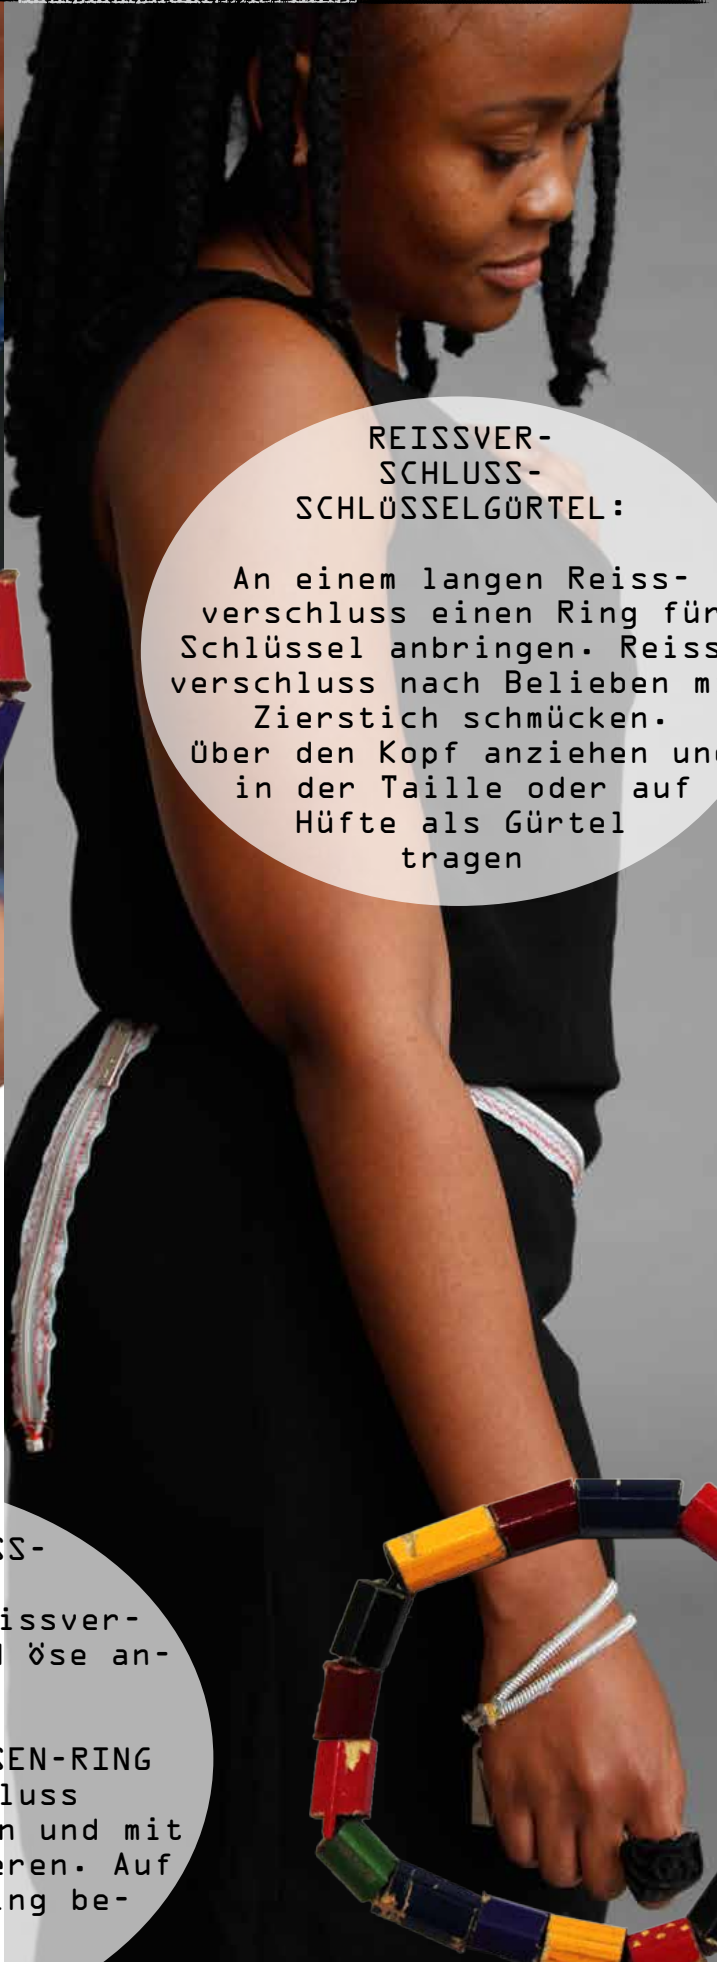 REISSVER-
SCHLUSS-
SCHLÜSSELGÜRTEL:
An einem langen Reiss-
verschluss einen Ring für
Schlüssel anbringen. Reiss
verschluss nach Belieben m
Zierstich schmücken.
Über den Kopf anziehen und
in der Taille oder auf
Hüfte als Gürtel
tragen
SS-
issver-
Öse an-
SEN-RING
luss
n und mit
eren. Auf
ing be-